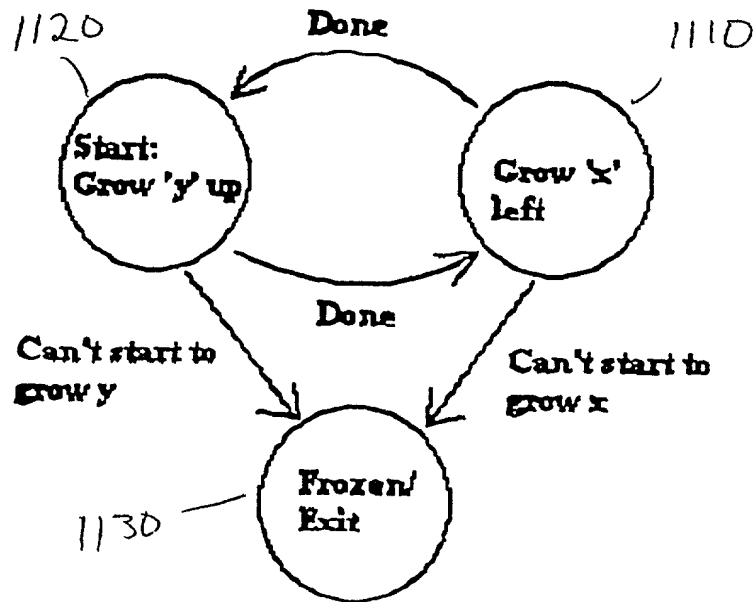 1120
Done
1110
Start:
Grow 'y' up
Grow 'x'
left
Done
Can't start to
grow y
Can't start to
grow x
Frozen/
Exit
1130